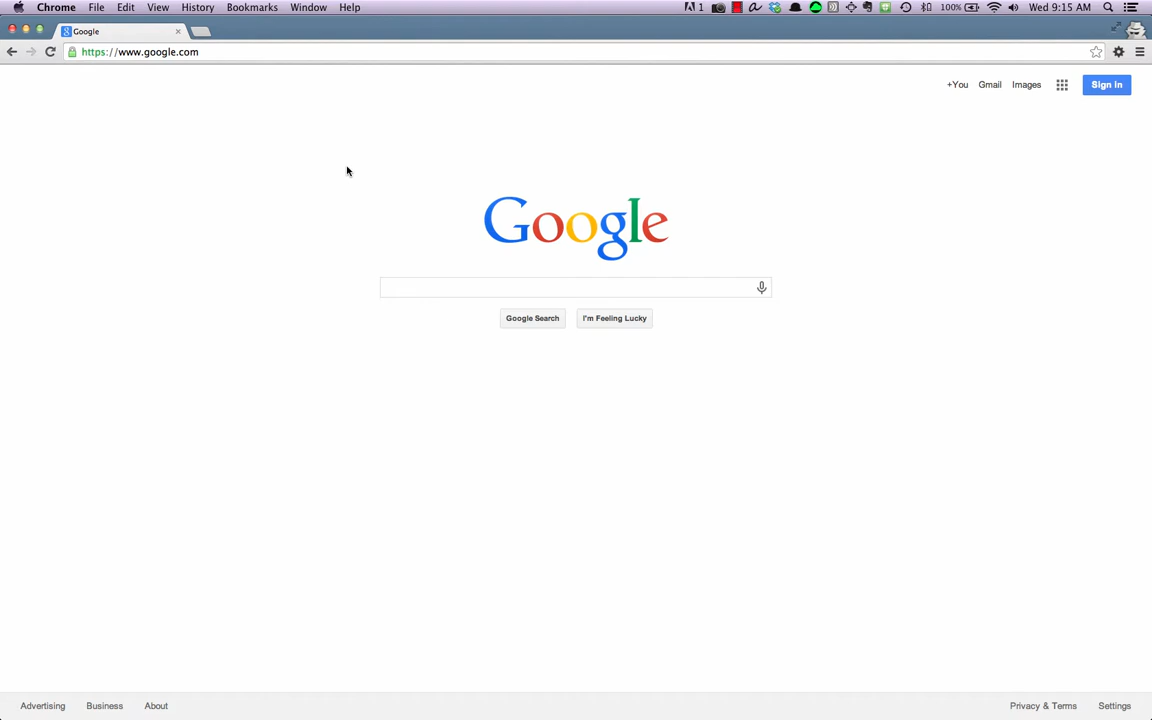 Chrome File Edit View History Bookmarks Window Help 1 100% Wed 9:15 AM
Google
https://www.google.com
+You Gmail Images Sign in
Google
Google Search I'm Feeling Lucky
Advertising Business About Privacy & Terms Settings